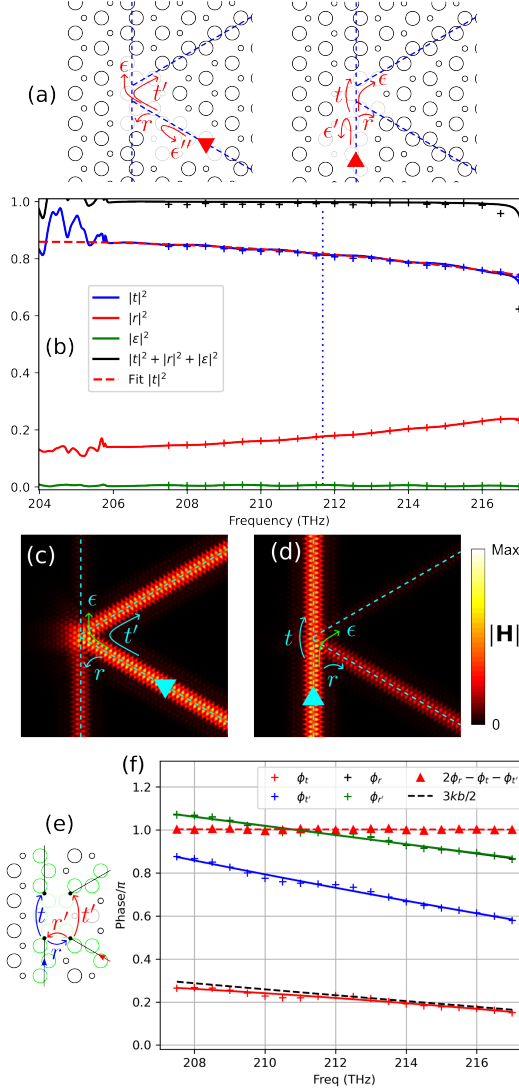 (a)
ϵ
t′
r
ϵ′′
t
ϵ
ϵ′
r
1.0
0.8
0.6
0.4
0.2
0.0
(b)
|t|²
|r|²
|ε|²
|t|² + |r|² + |ε|²
Fit |t|²
204 206 208 210 212 214 216
Frequency (THz)
(c)
ϵ
t′
r
(d)
t
ϵ
r
Max
|H|
0
(e)
t
r′
t′
r
(f)
ϕt
ϕt′
ϕr
ϕr′
2ϕr − ϕt − ϕt′
3kb/2
Phase/π
1.2
1.0
0.8
0.6
0.4
0.2
0.0
208 210 212 214 216
Freq (THz)